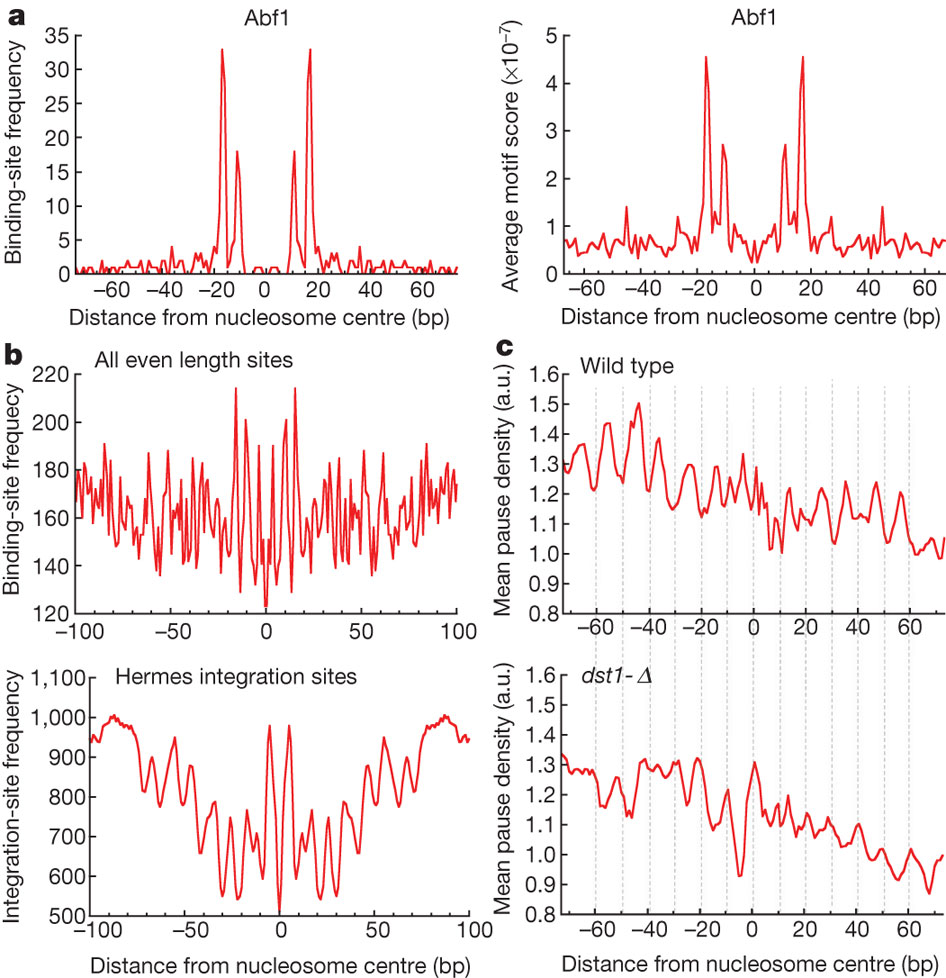 a
Abf1
Binding-site frequency
35
30
25
20
15
10
5
0
−60 −40 −20 0 20 40 60
Distance from nucleosome centre (bp)
Abf1
Average motif score (×10⁻⁷)
5
4
3
2
1
0
−60 −40 −20 0 20 40 60
Distance from nucleosome centre (bp)
b
All even length sites
Binding-site frequecy
220
200
180
160
140
120
−100 −50 0 50 100
Hermes integration sites
Integration-site frequency
1,100
1,000
900
800
700
600
500
−100 −50 0 50 100
Distance from nucleosome centre (bp)
c
Wild type
Mean pause density (a.u.)
1.6
1.5
1.4
1.3
1.2
1.1
1.0
0.9
0.8
−60 −40 −20 0 20 40 60
dst1-Δ
Mean pause density (a.u.)
1.6
1.5
1.4
1.3
1.2
1.1
1.0
0.9
0.8
−60 −40 −20 0 20 40 60
Distance from nucleosome centre (bp)